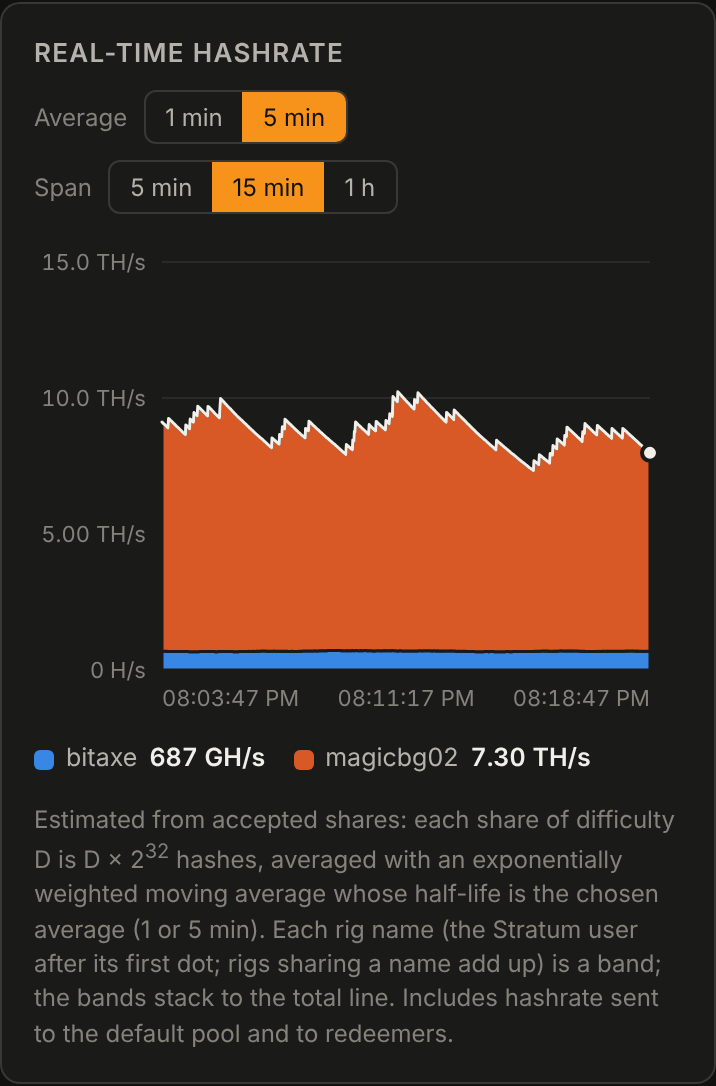 REAL-TIME HASHRATE
Average 1 min 5 min
Span 5 min 15 min 1 h
15.0 TH/s
10.0 TH/s
5.00 TH/s
0 H/s
08:03:47 PM 08:11:17 PM 08:18:47 PM
bitaxe 687 GH/s magicbg02 7.30 TH/s
Estimated from accepted shares: each share of difficulty
D is D × 2³² hashes, averaged with an exponentially
weighted moving average whose half-life is the chosen
average (1 or 5 min). Each rig name (the Stratum user
after its first dot; rigs sharing a name add up) is a band;
the bands stack to the total line. Includes hashrate sent
to the default pool and to redeemers.